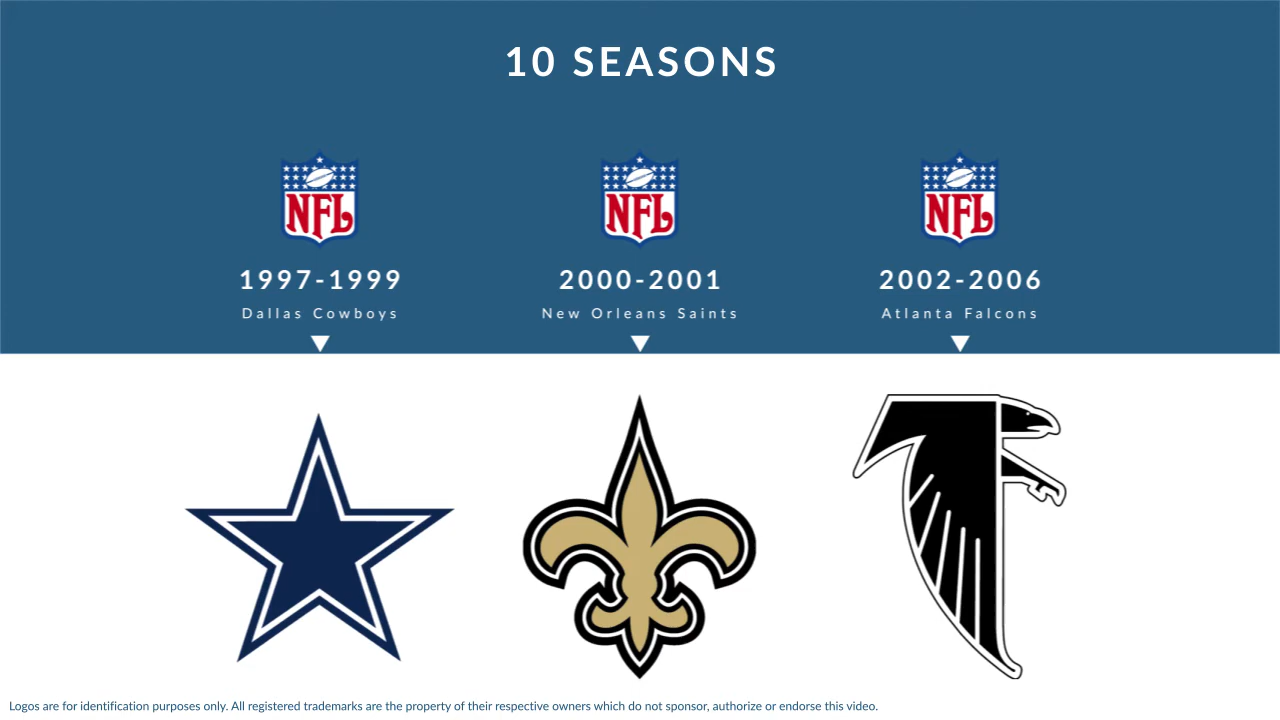 10 SEASONS
NFL NFL NFL
1997-1999 2000-2001 2002-2006
Dallas Cowboys New Orleans Saints Atlanta Falcons
Logos are for identification purposes only. All registered trademarks are the property of their respective owners which do not sponsor, authorize or endorse this video.